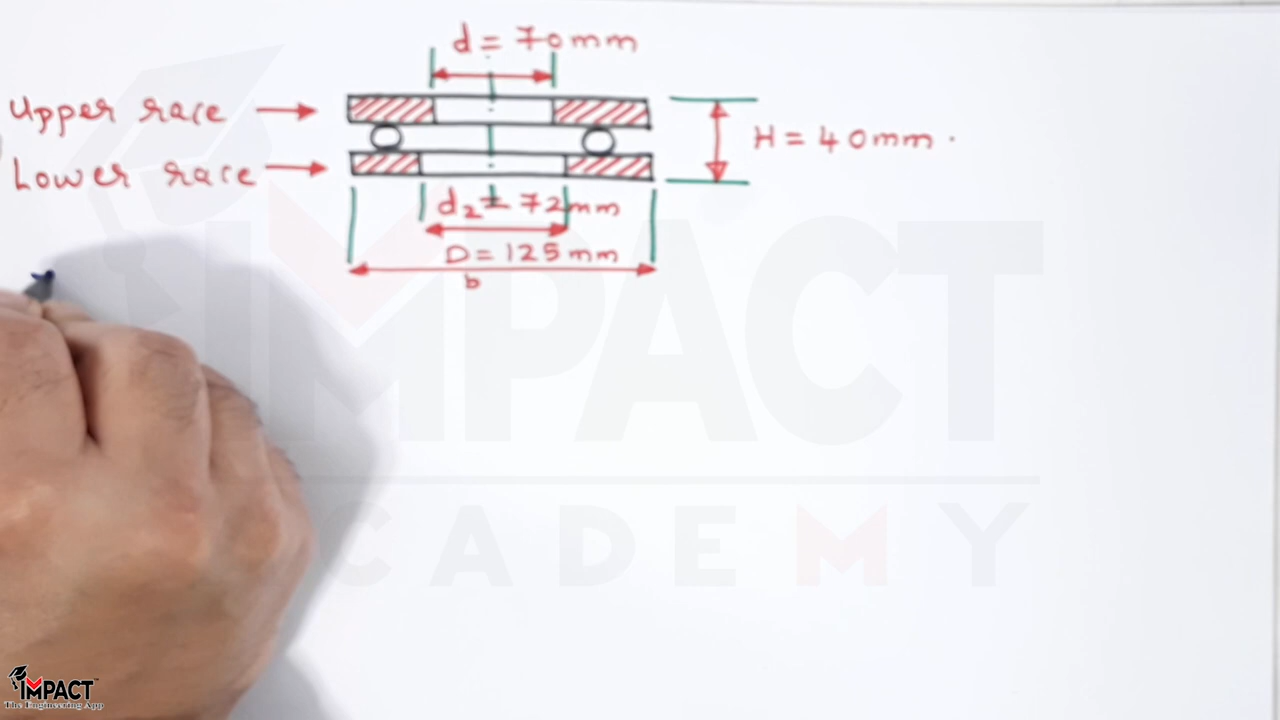 d = 70mm
Upper race
H = 40mm
Lower race
d2 = 72mm
D = 125mm
b
IMPACT
ACADEMY
IMPACT
The Engineering App